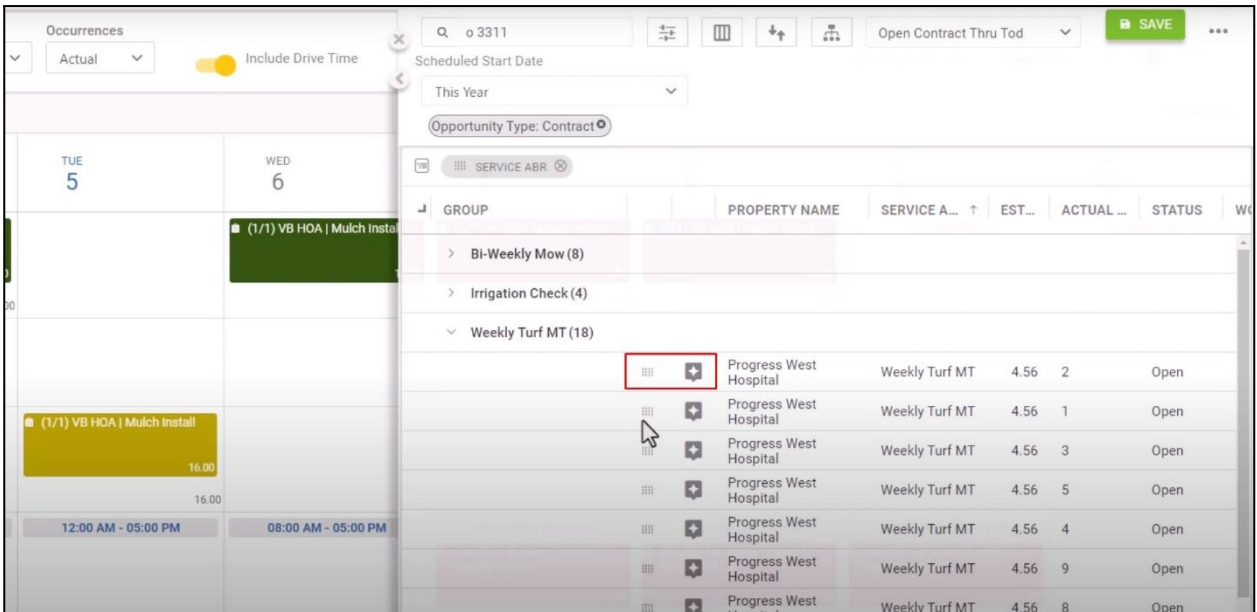 Occurrences
Actual
Include Drive Time
TUE
5
WED
6
(1/1) VB HOA | Mulch Instal
00
(1/1) VB HOA | Mulch Install
16.00
16.00
12:00 AM - 05:00 PM
08:00 AM - 05:00 PM
o 3311
Open Contract Thru Tod
SAVE
Scheduled Start Date
This Year
Opportunity Type: Contract
SERVICE ABR
GROUP
PROPERTY NAME
SERVICE A...
EST...
ACTUAL ...
STATUS
WO
Bi-Weekly Mow (8)
Irrigation Check (4)
Weekly Turf MT (18)
Progress West
Hospital
Weekly Turf MT 4.56 2 Open
Progress West
Hospital
Weekly Turf MT 4.56 1 Open
Progress West
Hospital
Weekly Turf MT 4.56 3 Open
Progress West
Hospital
Weekly Turf MT 4.56 5 Open
Progress West
Hospital
Weekly Turf MT 4.56 4 Open
Progress West
Hospital
Weekly Turf MT 4.56 9 Open
Progress West
Weekly Turf MT 4.56 8 Open